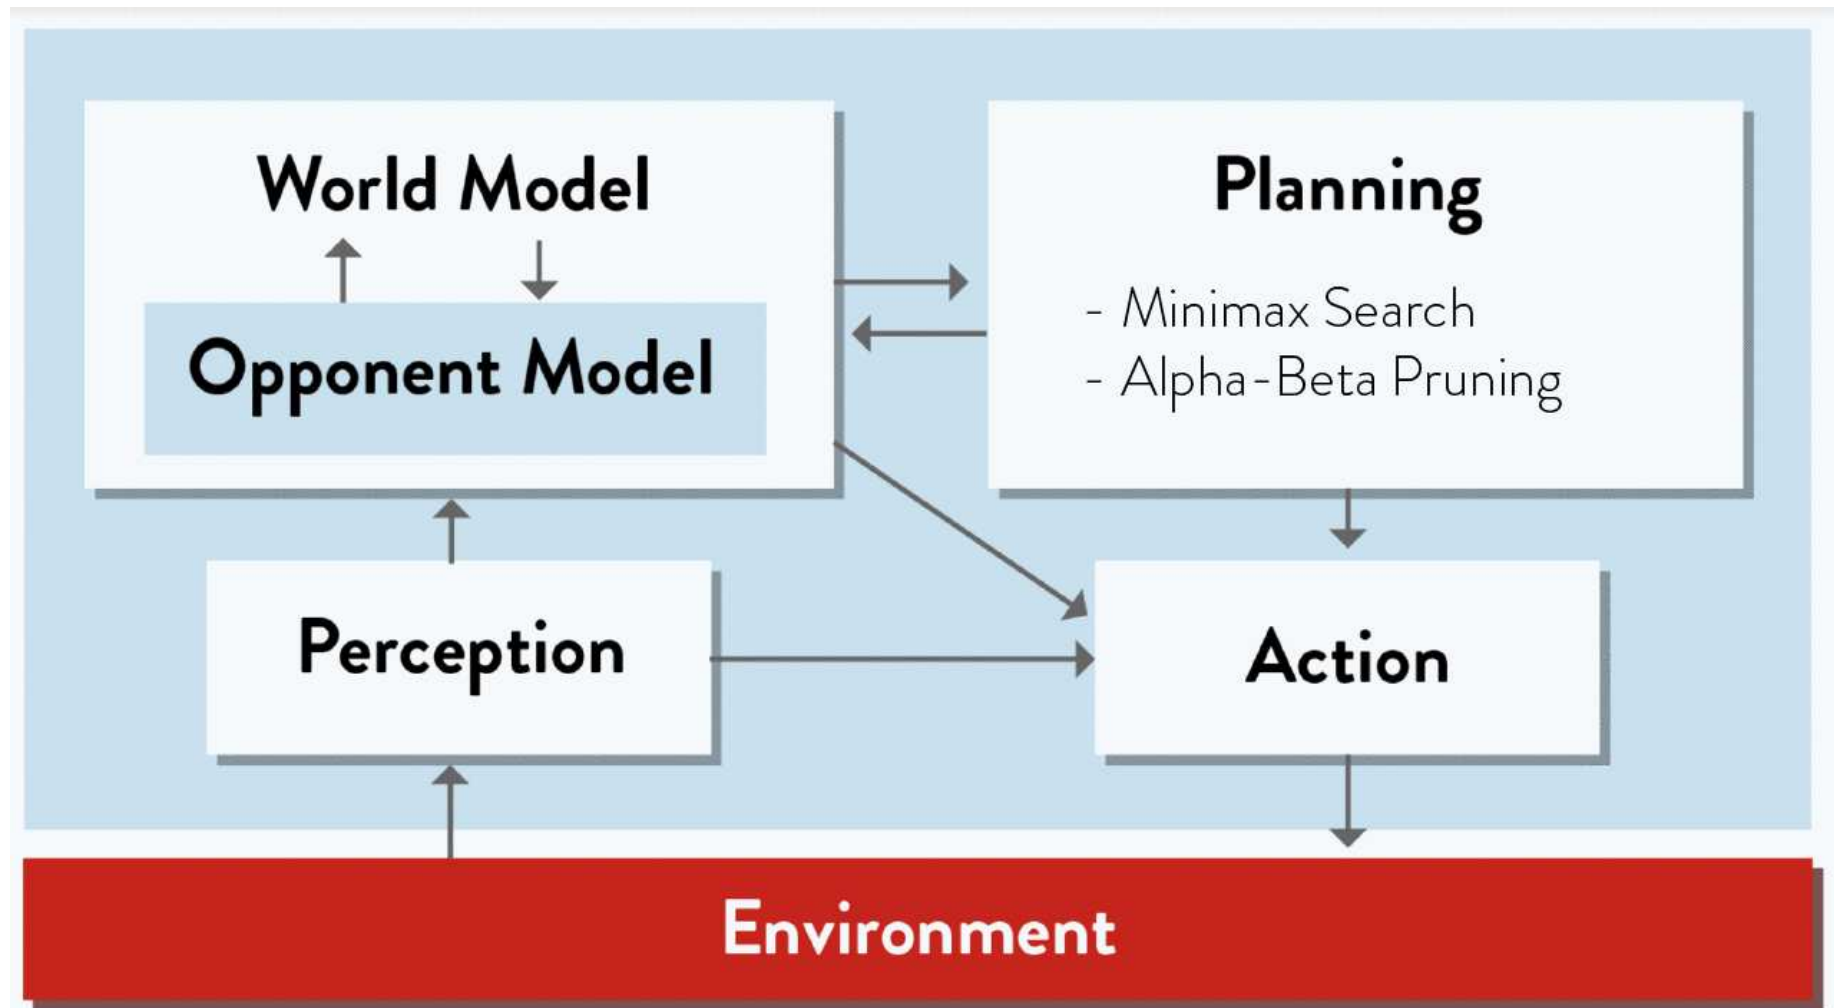 World Model
Opponent Model
Planning
- Minimax Search
- Alpha-Beta Pruning
Perception
Action
Environment